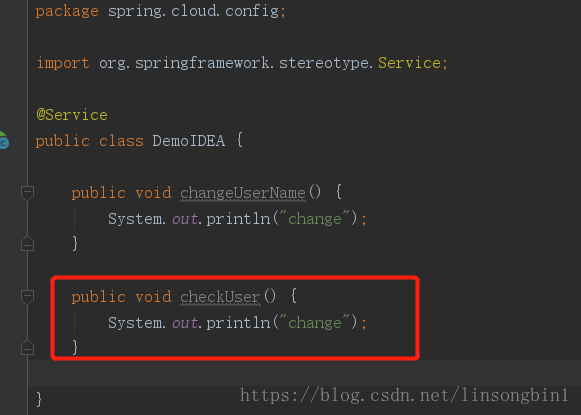 package spring.cloud.config;
import org.springframework.stereotype.Service;
@Service
public class DemoIDEA {
public void changeUserName() {
System.out.println("change");
}
public void checkUser() {
System.out.println("change");
}
}
https://blog.csdn.net/linsongbin1